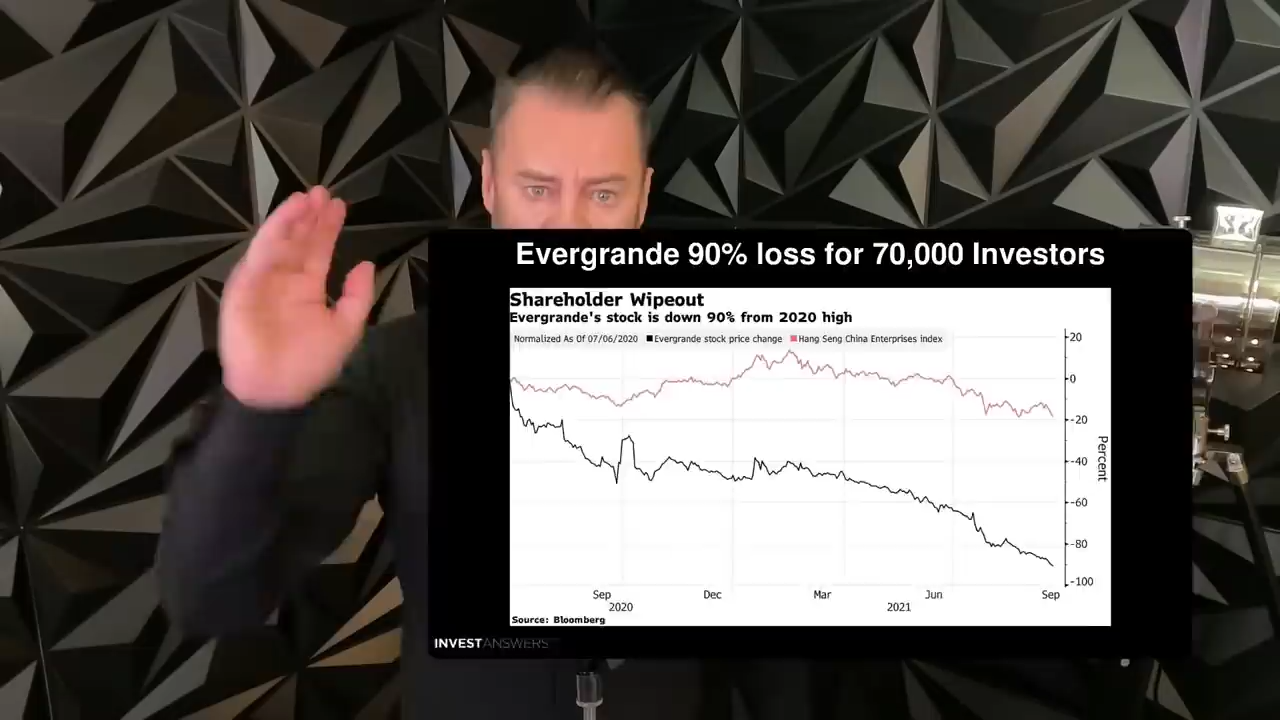 Evergrande 90% loss for 70,000 Investors
Shareholder Wipeout
Evergrande's stock is down 90% from 2020 high
Normalized As Of 07/06/2020 Evergrande stock price change Hang Seng China Enterprises index
20
0
-20
-40
-60
-80
-100
Percent
Sep Dec Mar Jun Sep
2020 2021
Source: Bloomberg
INVESTANSWERS